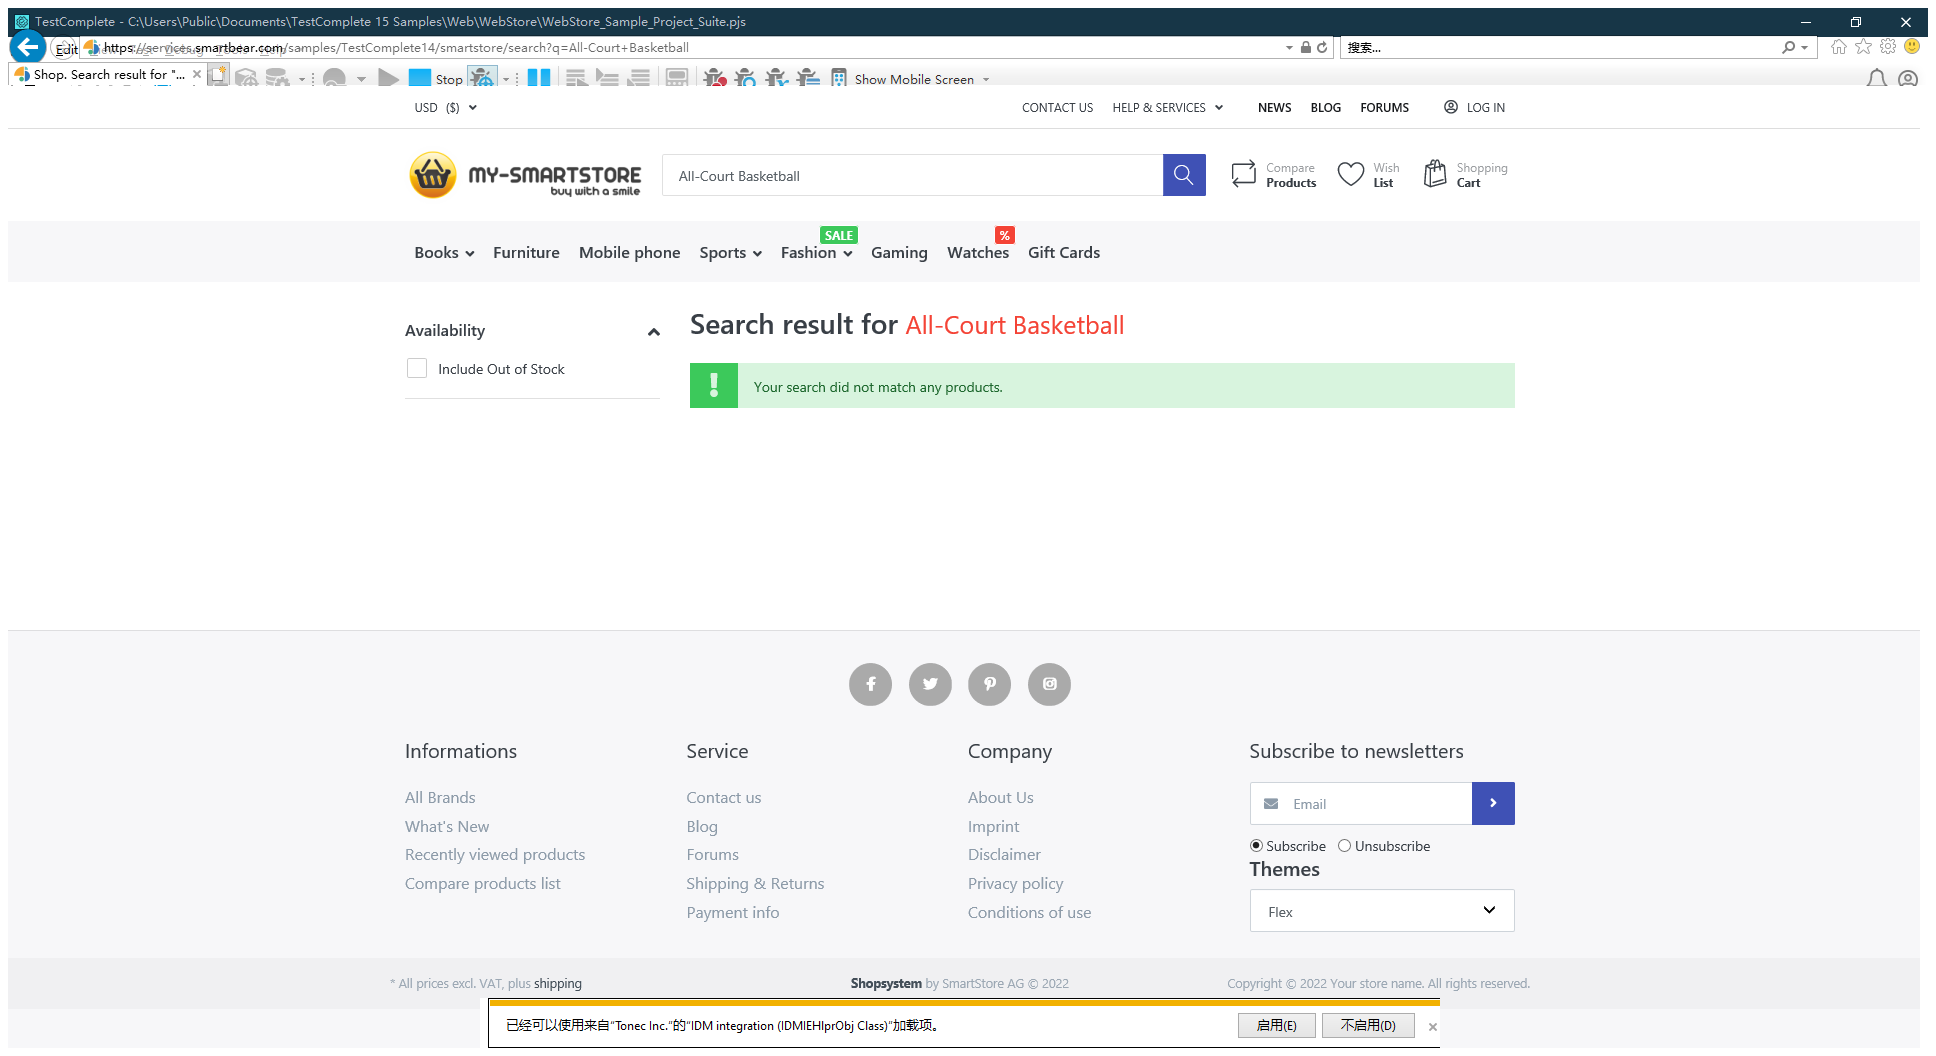 TestComplete - C:\Users\Public\Documents\TestComplete 15 Samples\Web\WebStore\WebStore_Sample_Project_Suite.pjs
Edit
https://services.smartbear.com/samples/TestComplete14/smartstore/search?q=All-Court+Basketball
搜索...
Shop. Search result for "...
Stop
Show Mobile Screen
USD ($)
CONTACT US
HELP & SERVICES
NEWS
BLOG
FORUMS
LOG IN
MY-SMARTSTORE
buy with a smile
All-Court Basketball
Compare
Products
Wish
List
Shopping
Cart
SALE
%
Books
Furniture
Mobile phone
Sports
Fashion
Gaming
Watches
Gift Cards
Availability
Include Out of Stock
Search result for All-Court Basketball
Your search did not match any products.
Informations
All Brands
What's New
Recently viewed products
Compare products list
Service
Contact us
Blog
Forums
Shipping & Returns
Payment info
Company
About Us
Imprint
Disclaimer
Privacy policy
Conditions of use
Subscribe to newsletters
Email
Subscribe
Unsubscribe
Themes
Flex
* All prices excl. VAT, plus shipping
Shopsystem by SmartStore AG © 2022
Copyright © 2022 Your store name. All rights reserved.
已经可以使用来自"Tonec Inc."的"IDM integration (IDMIEHlprObj Class)"加载项。
启用(E)
不启用(D)